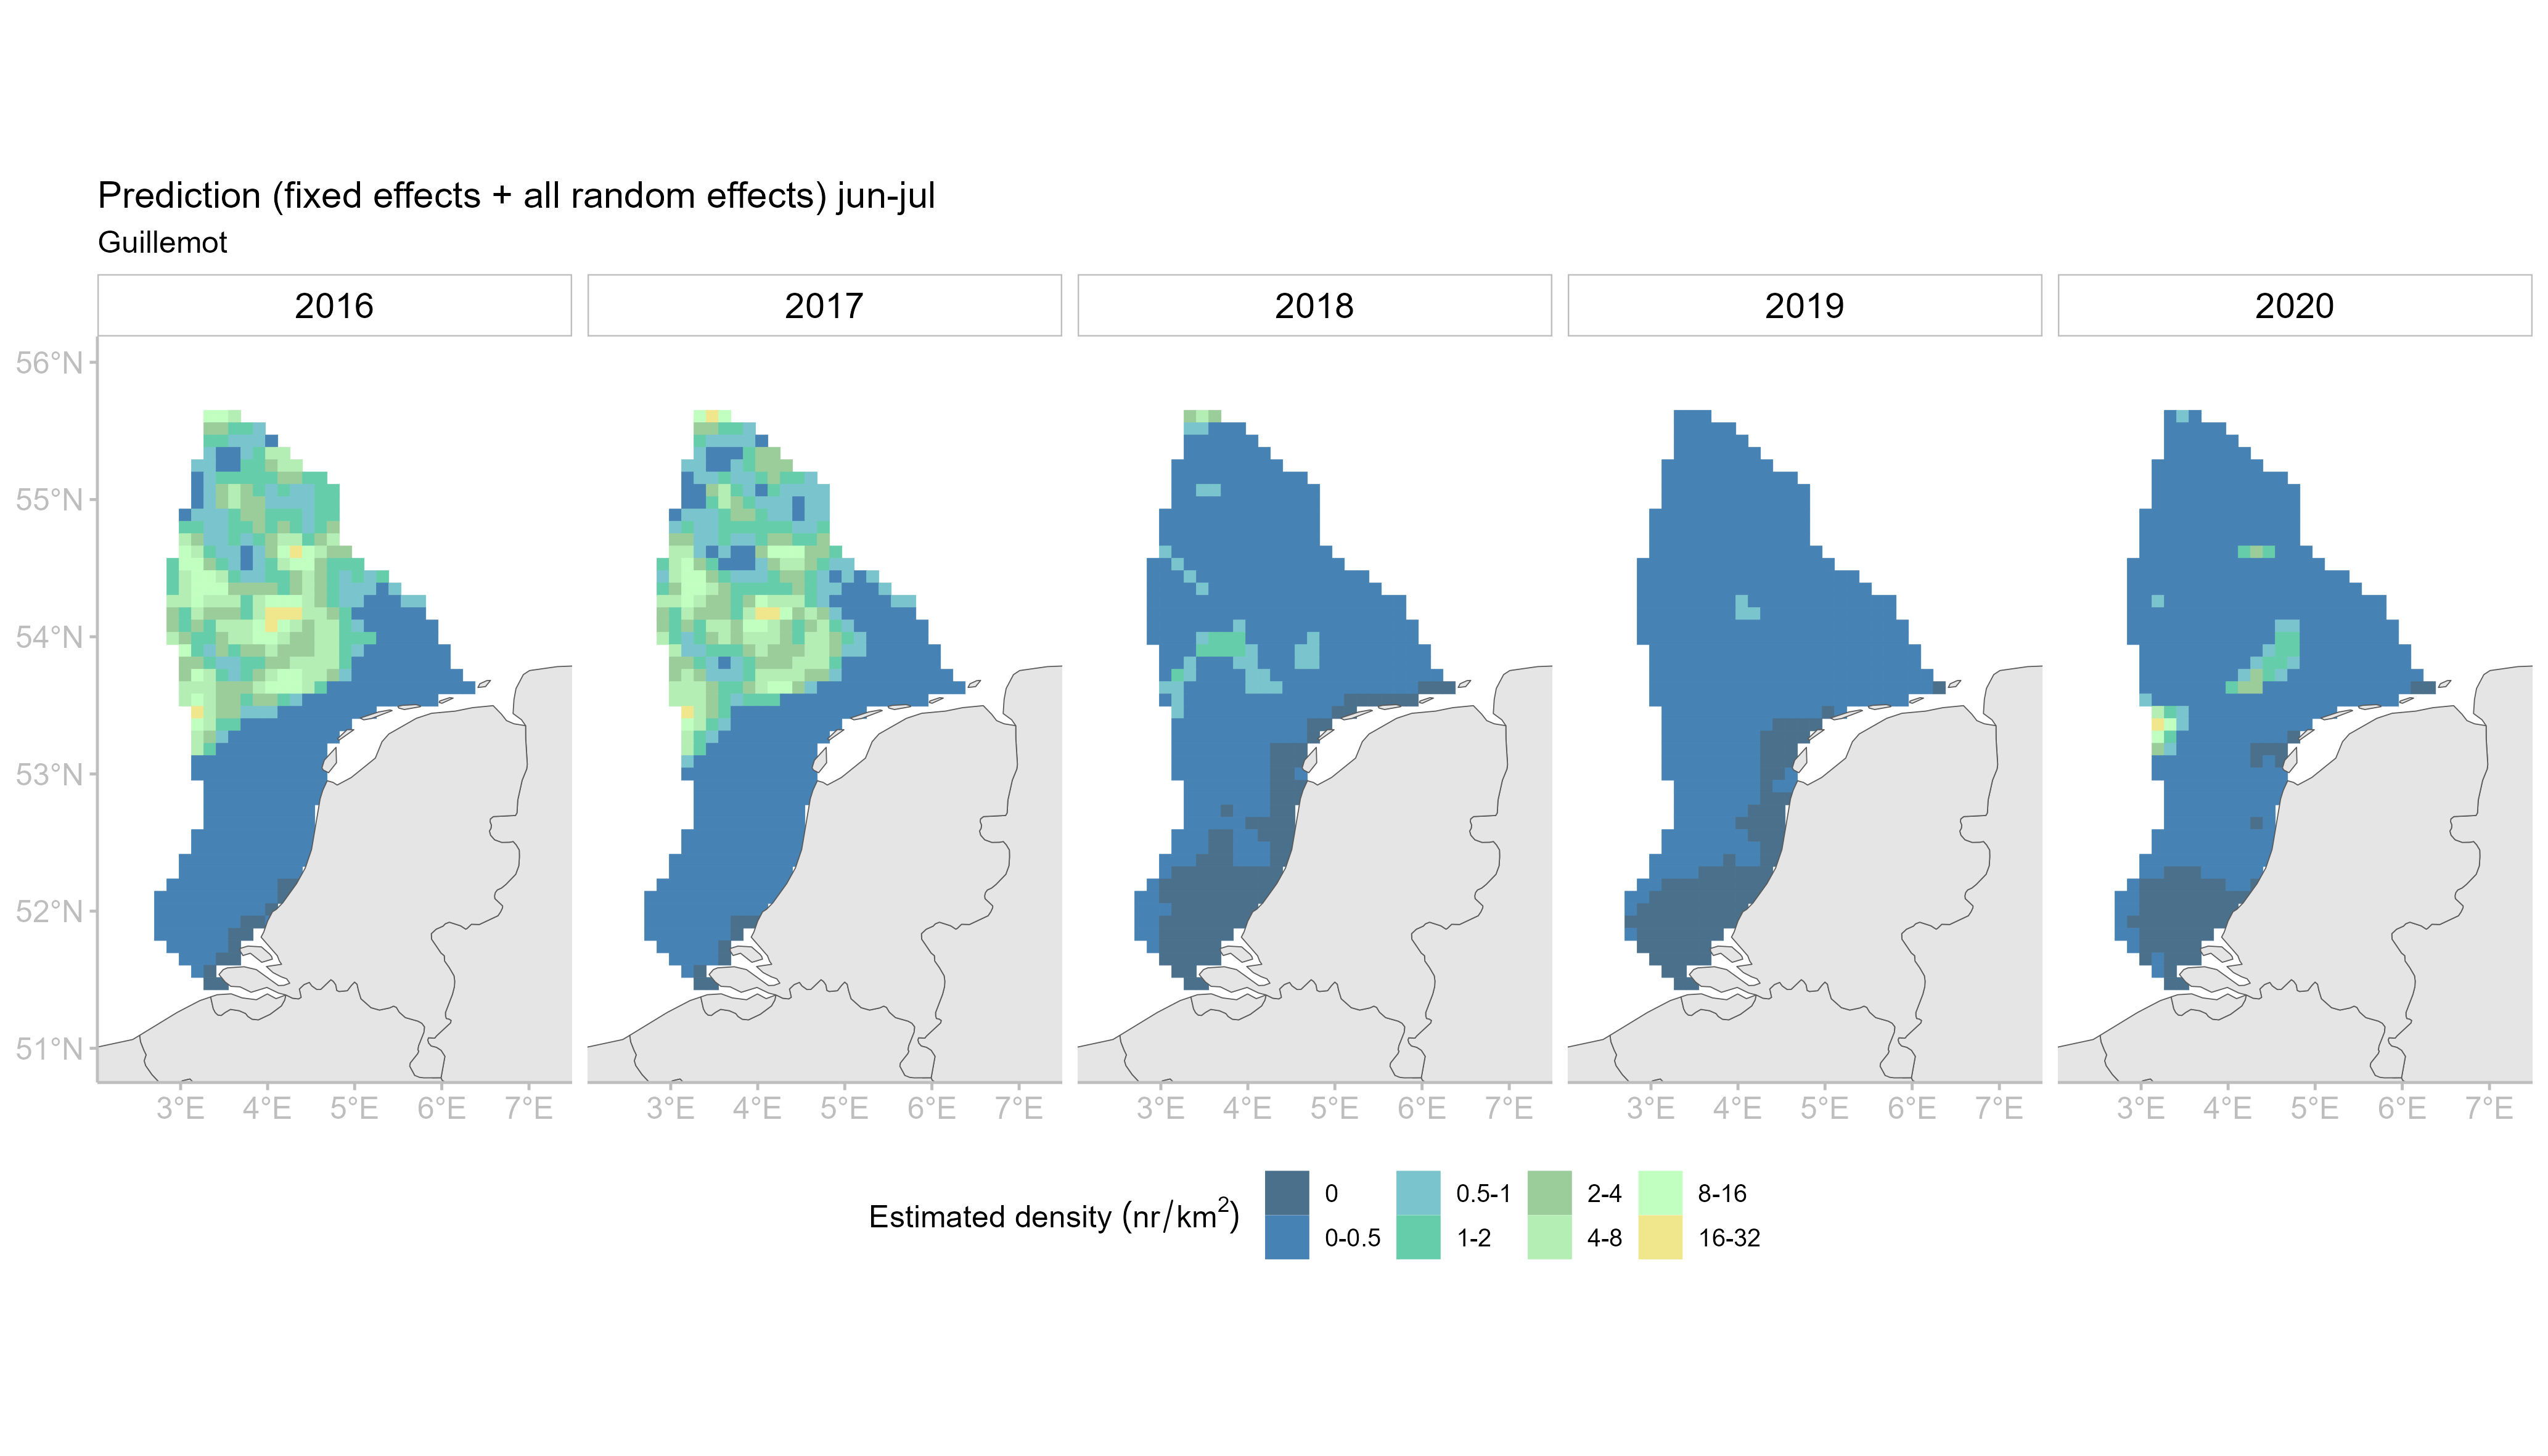 Prediction (fixed effects + all random effects) jun-jul
Guillemot
2016 2017 2018 2019 2020
56°N
55°N
54°N
53°N
52°N
51°N
3°E 4°E 5°E 6°E 7°E 3°E 4°E 5°E 6°E 7°E 3°E 4°E 5°E 6°E 7°E 3°E 4°E 5°E 6°E 7°E 3°E 4°E 5°E 6°E 7°E
Estimated density (nr/km²)
0 0.5-1 2-4 8-16
0-0.5 1-2 4-8 16-32